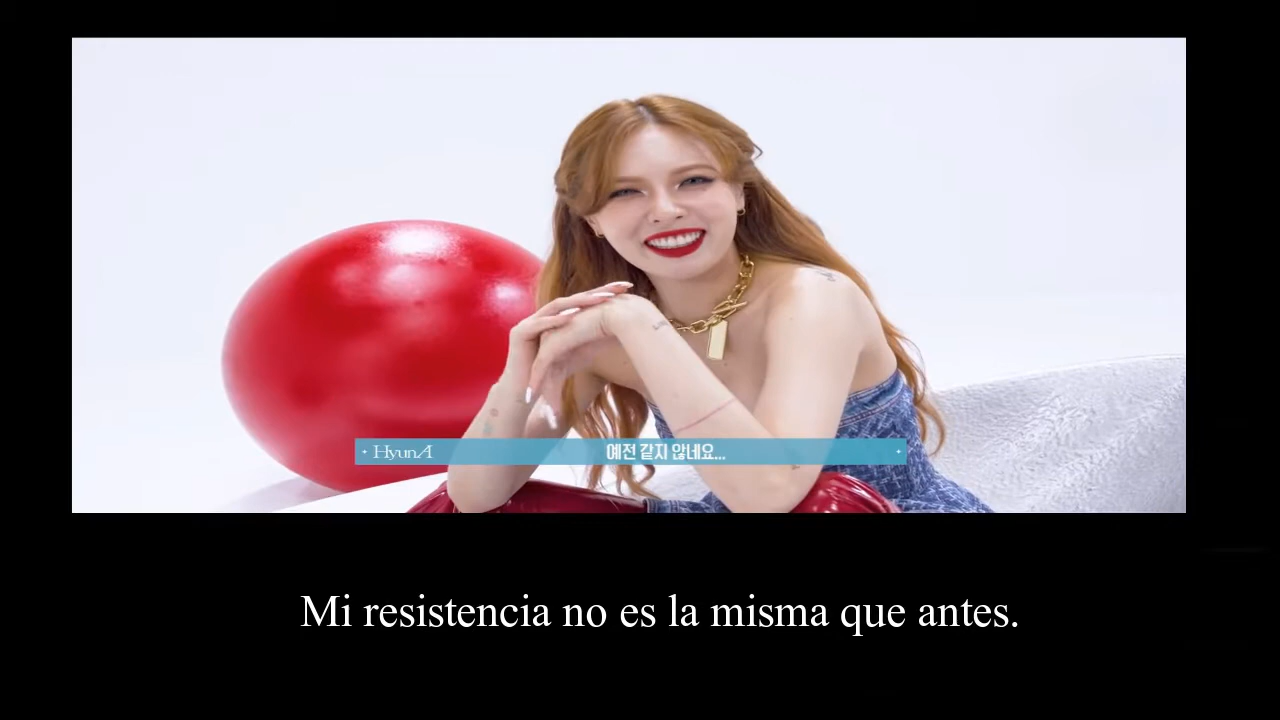 HyunA 예전 같지 않네요...
Mi resistencia no es la misma que antes.